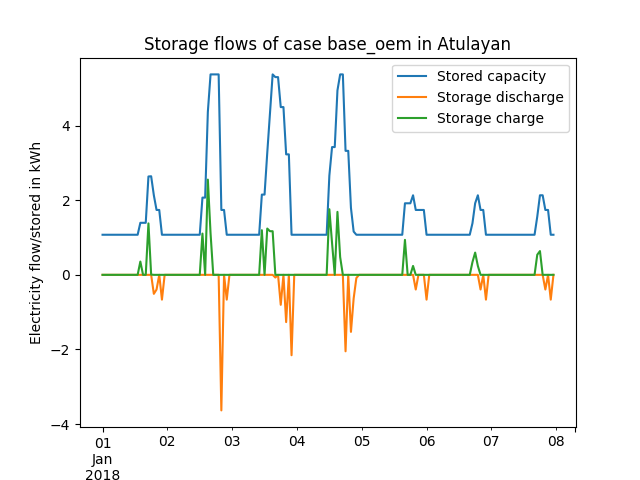 Storage flows of case base_oem in Atulayan
Stored capacity
Storage discharge
Storage charge
Electricity flow/stored in kWh
4
2
0
−2
−4
01 02 03 04 05 06 07 08
Jan
2018